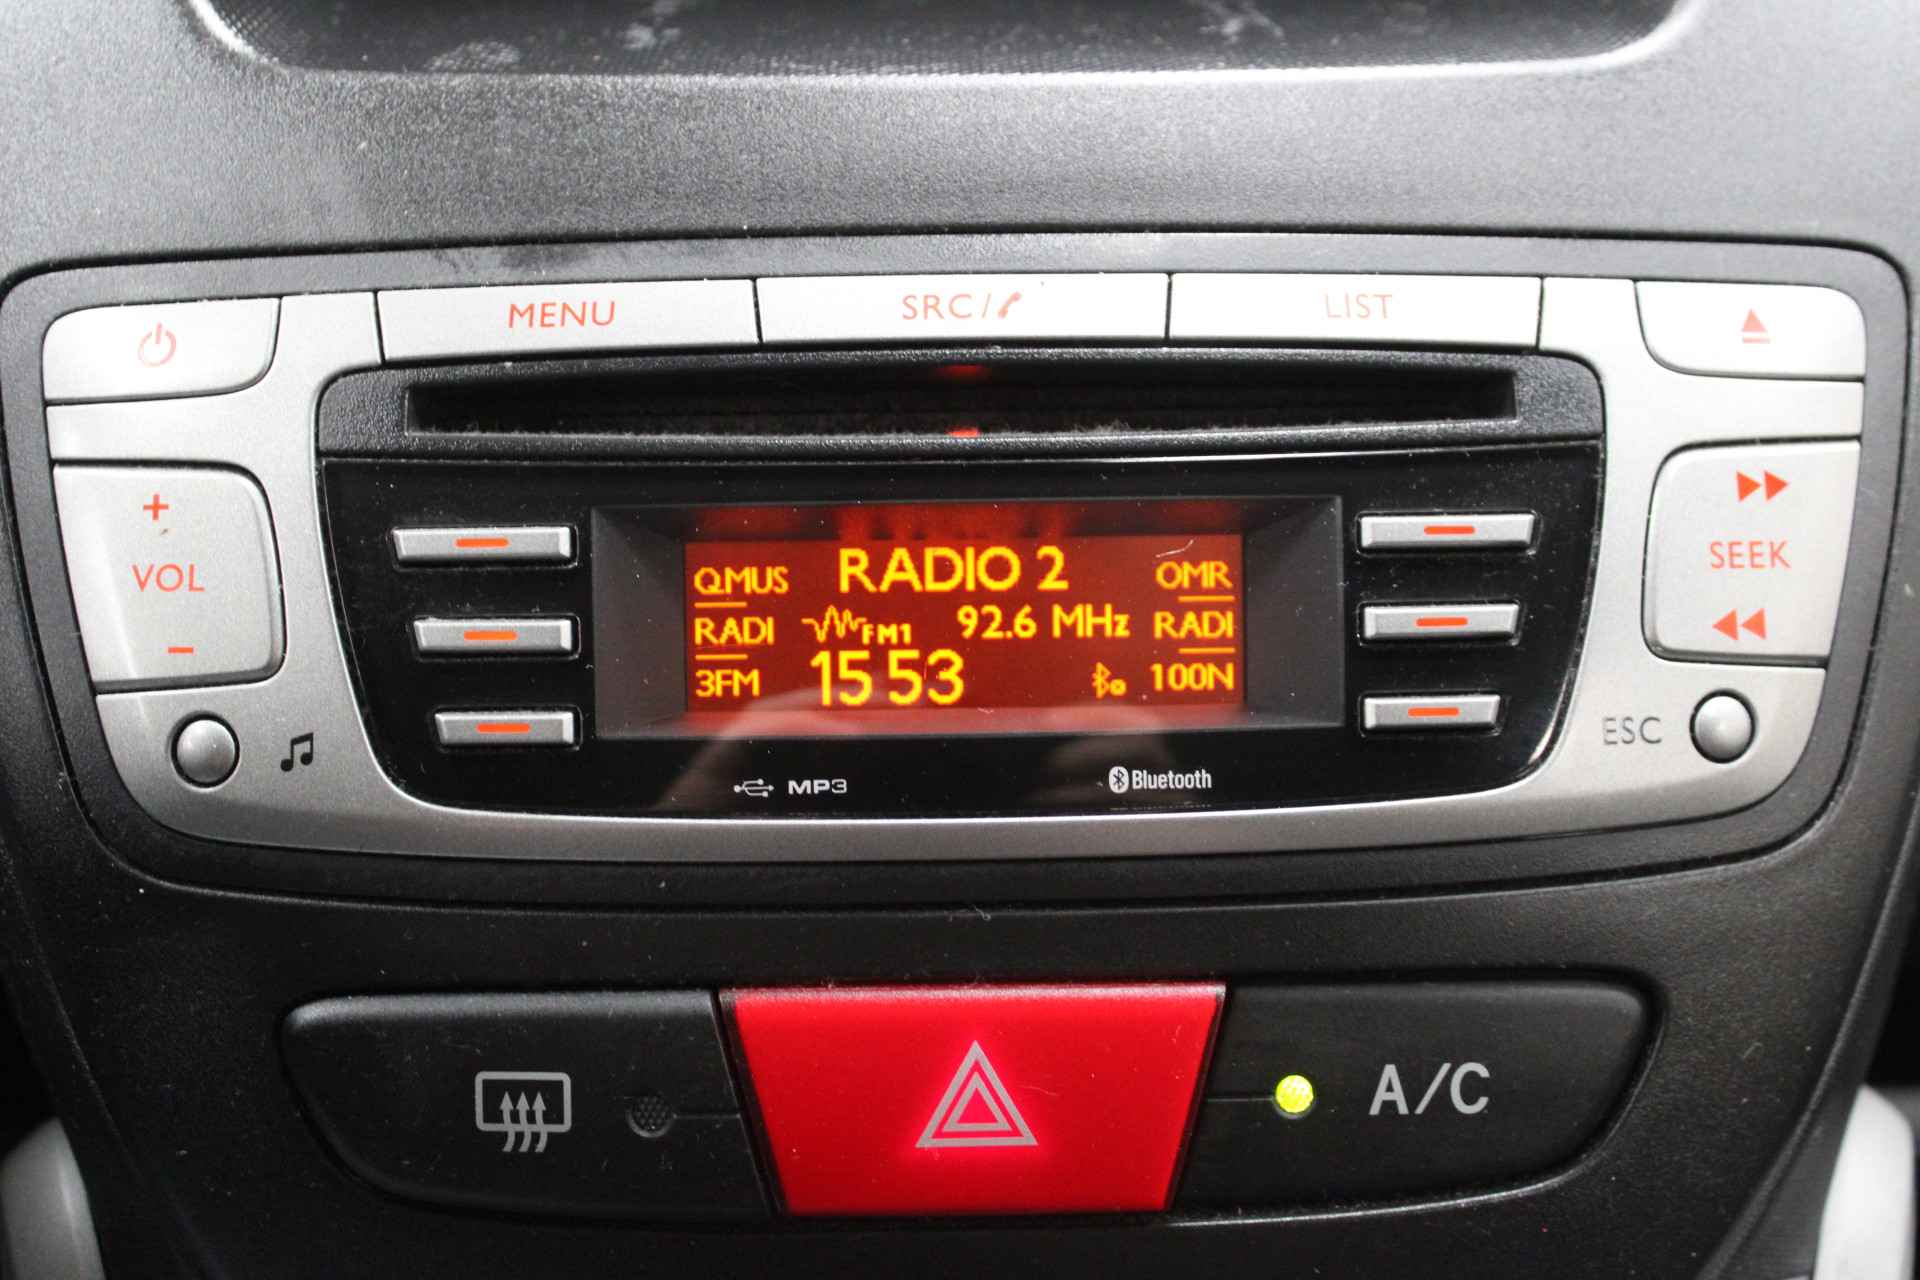 MENU
SRC/
LIST
+
VOL
-
SEEK
ESC
QMUS
RADI
3FM
RADIO 2
FM1 92.6 MHz
15 53
OMR
RADI
100N
MP3
Bluetooth
A/C